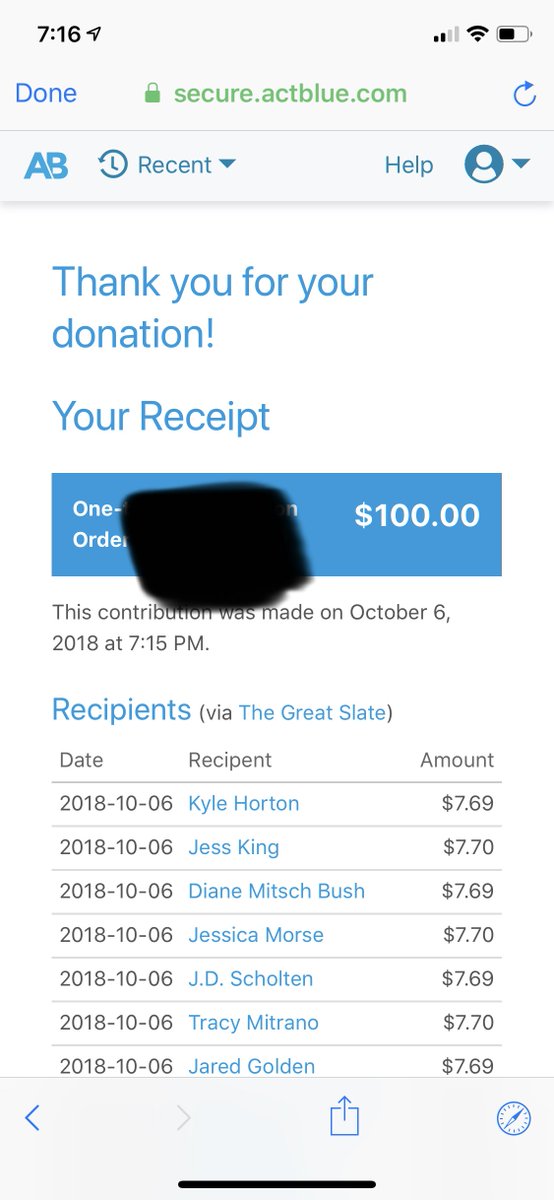 7:16
Done secure.actblue.com
AB Recent Help
Thank you for your
donation!
Your Receipt
$100.00
This contribution was made on October 6,
2018 at 7:15 PM.
Recipients (via The Great Slate)
Date Recipent Amount
2018-10-06 Kyle Horton $7.69
2018-10-06 Jess King $7.70
2018-10-06 Diane Mitsch Bush $7.69
2018-10-06 Jessica Morse $7.70
2018-10-06 J.D. Scholten $7.69
2018-10-06 Tracy Mitrano $7.70
2018-10-06 Jared Golden $7.69